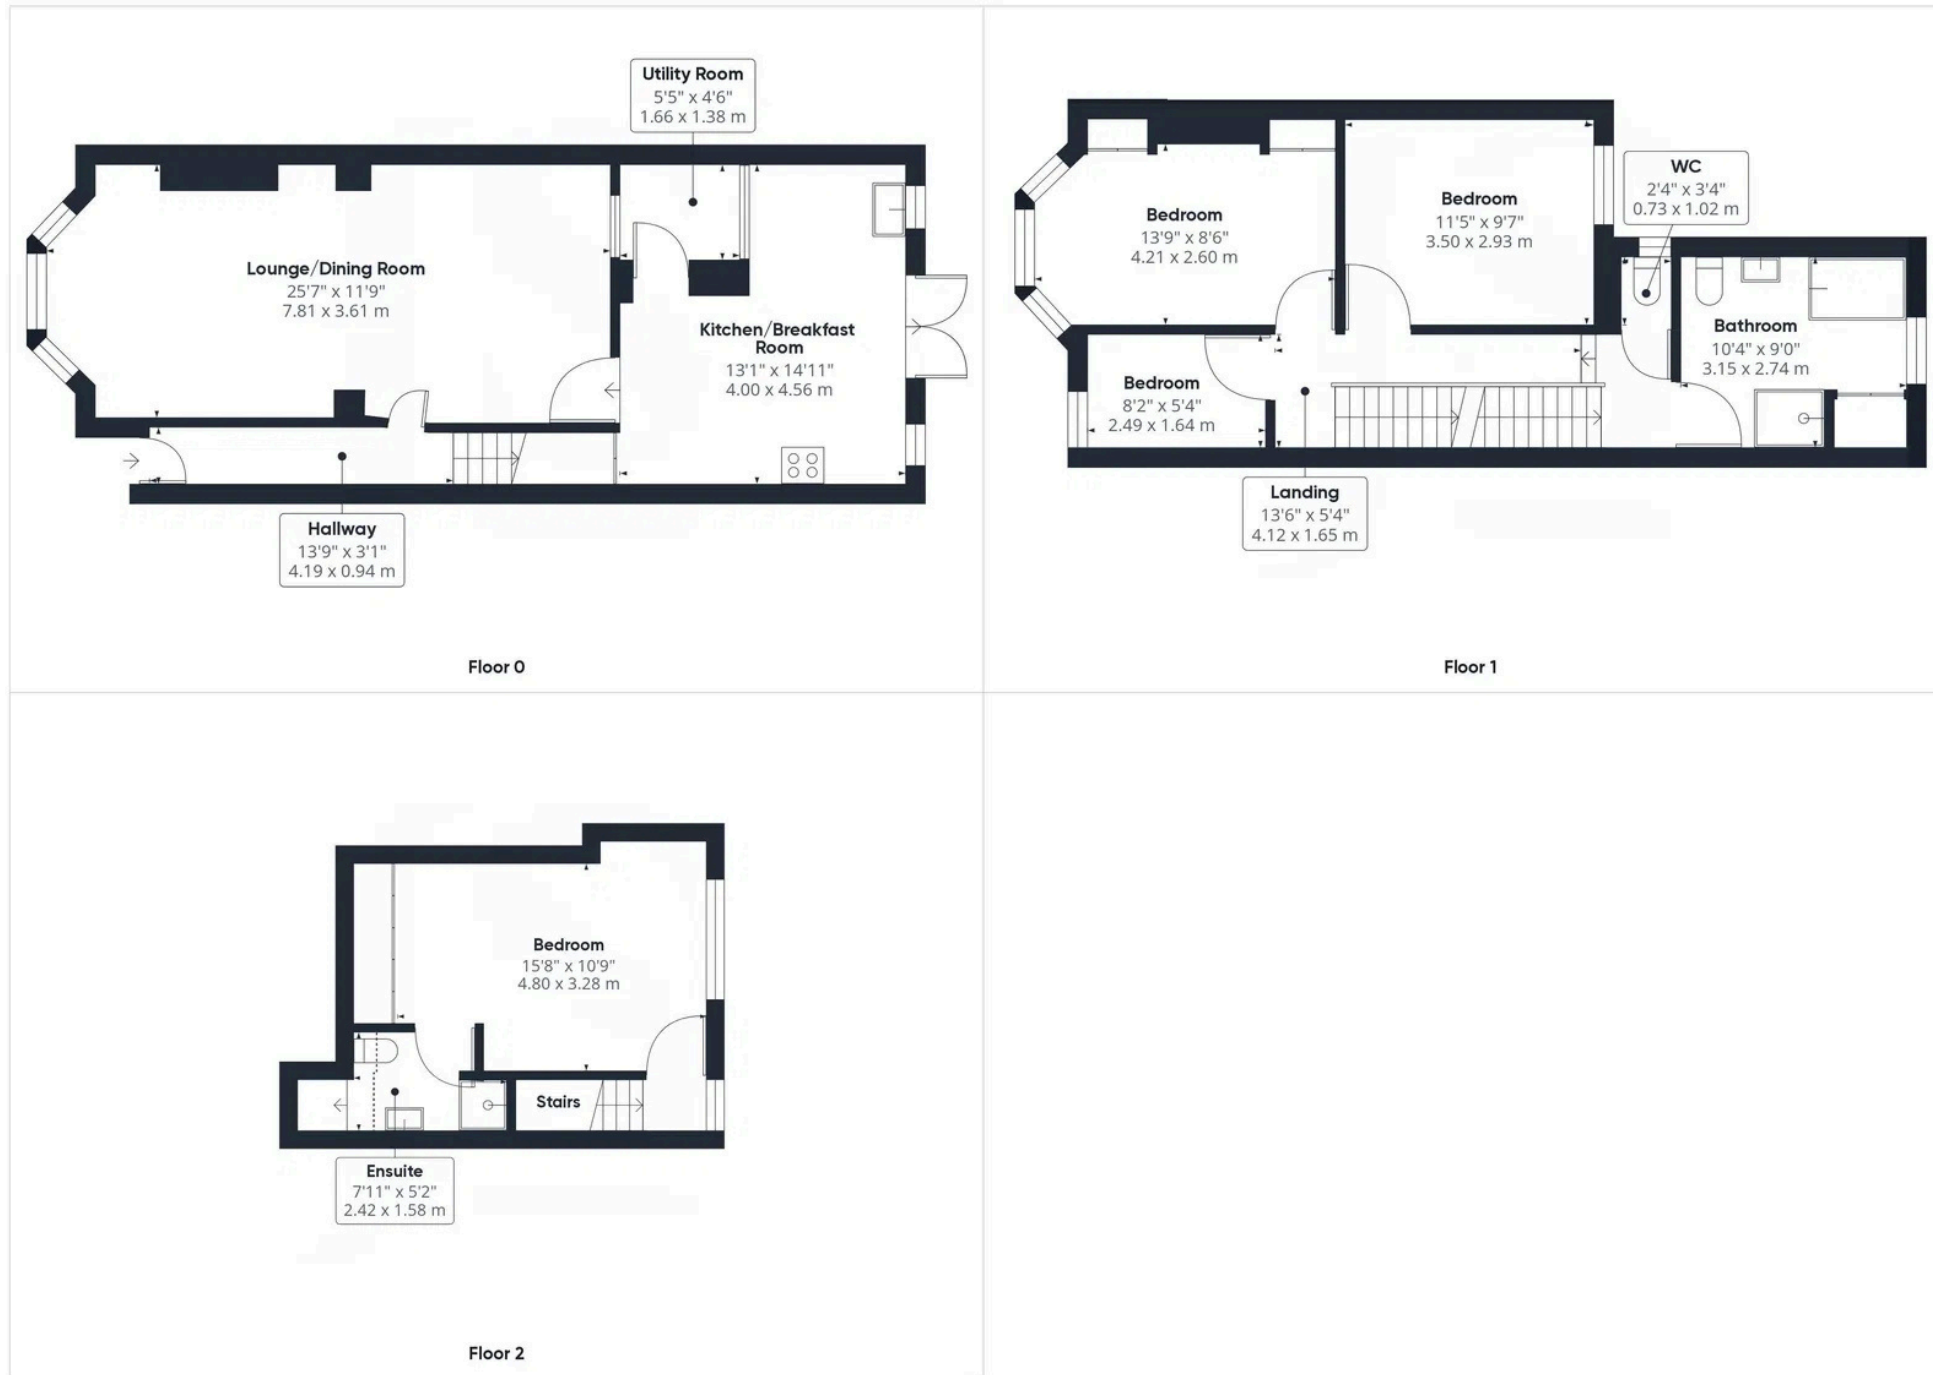 Utility Room
5'5" x 4'6"
1.66 x 1.38 m
Lounge/Dining Room
25'7" x 11'9"
7.81 x 3.61 m
Kitchen/Breakfast
Room
13'1" x 14'11"
4.00 x 4.56 m
Hallway
13'9" x 3'1"
4.19 x 0.94 m
Floor 0
WC
2'4" x 3'4"
0.73 x 1.02 m
Bedroom
13'9" x 8'6"
4.21 x 2.60 m
Bedroom
11'5" x 9'7"
3.50 x 2.93 m
Bathroom
10'4" x 9'0"
3.15 x 2.74 m
Bedroom
8'2" x 5'4"
2.49 x 1.64 m
Landing
13'6" x 5'4"
4.12 x 1.65 m
Floor 1
Bedroom
15'8" x 10'9"
4.80 x 3.28 m
Stairs
Ensuite
7'11" x 5'2"
2.42 x 1.58 m
Floor 2